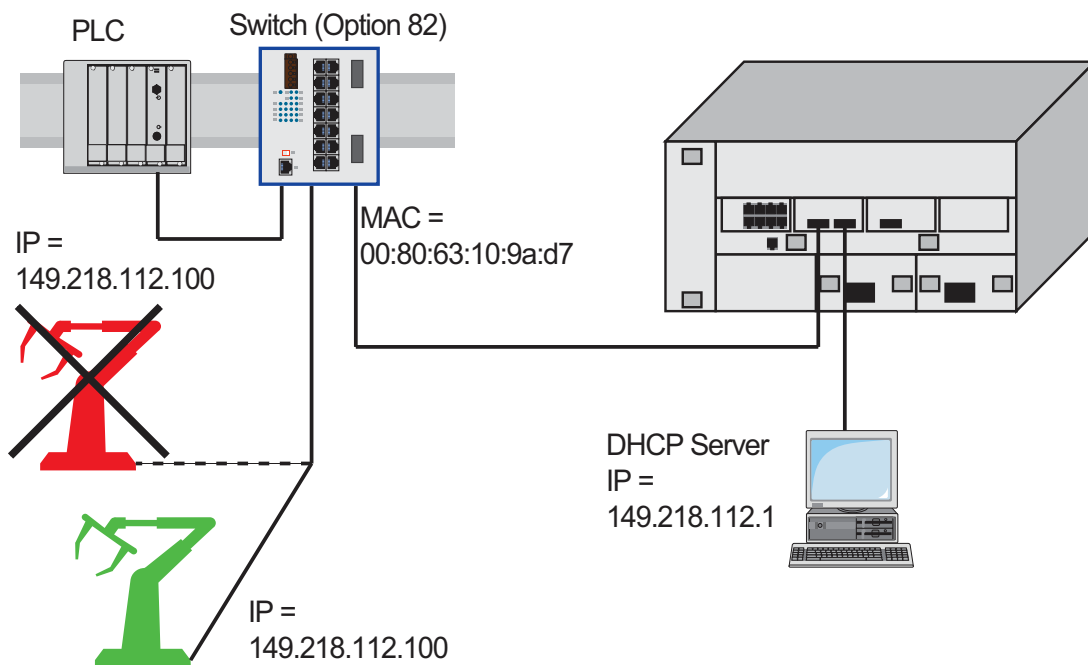 PLC
Switch (Option 82)
MAC =
00:80:63:10:9a:d7
IP =
149.218.112.100
DHCP Server
IP =
149.218.112.1
IP =
149.218.112.100